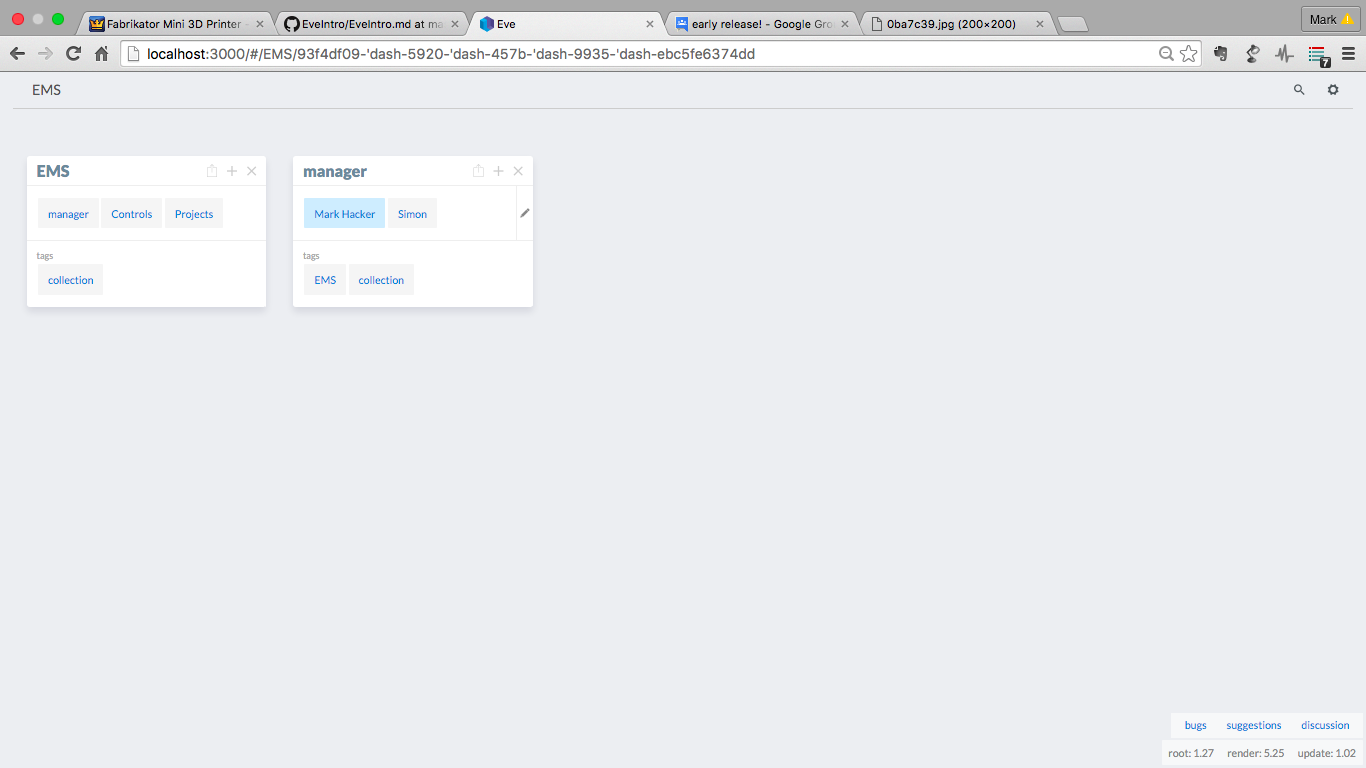 Fabrikator Mini 3D Printer - EveIntro/EveIntro.md at ma Eve early release! - Google Gro 0ba7c39.jpg (200×200) Mark
localhost:3000/#/EMS/93f4df09-'dash-5920-'dash-457b-'dash-9935-'dash-ebc5fe6374dd 7
EMS
EMS
manager Controls Projects
tags
collection
manager
Mark Hacker Simon
tags
EMS collection
bugs suggestions discussion
root: 1.27 render: 5.25 update: 1.02